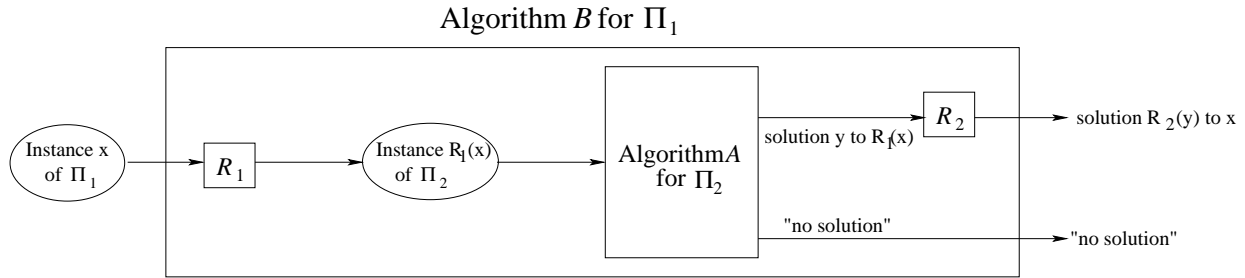 Algorithm B for Π₁
Instance x
of Π₁
R₁
Instance R₁(x)
of Π₂
Algorithm A
for Π₂
solution y to R₁(x)
R₂
solution R₂(y) to x
"no solution"
"no solution"